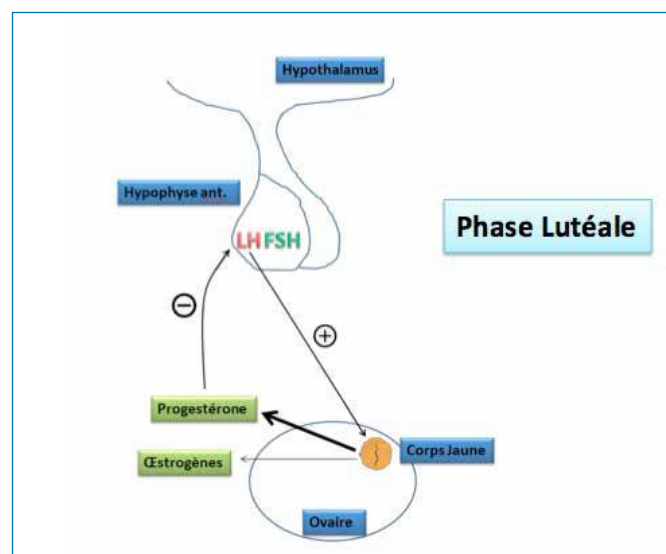 Hypothalamus
Hypophyse ant.
LH FSH
Phase Lutéale
−
+
Progestérone
Œstrogènes
Corps Jaune
Ovaire